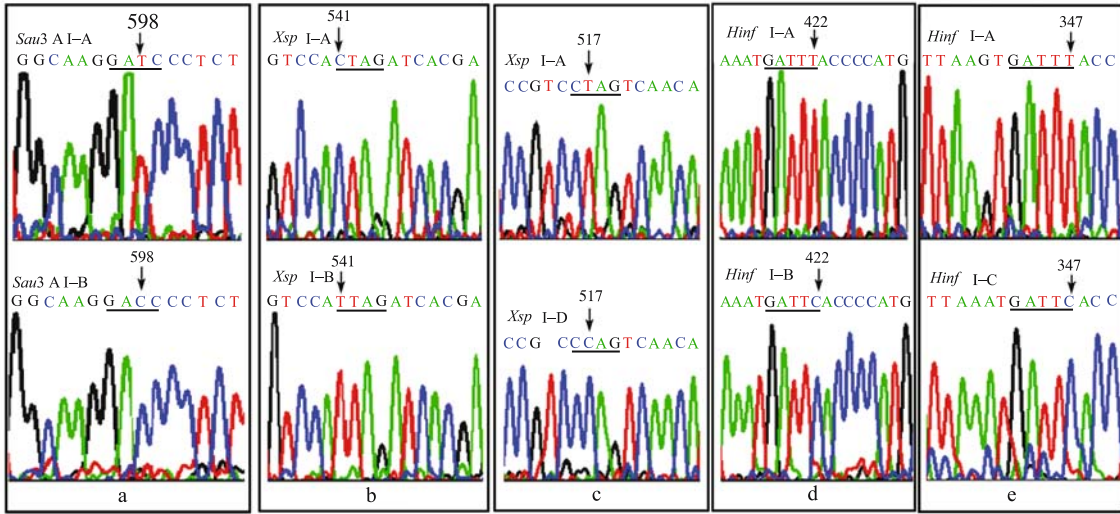 598
Sau3 A I–A
G G C A A G G A T C C C T C T
598
Sau3 A I–B
G G C A A G G A C C C C T C T
a
541
Xsp I–A
G T C C A C T A G A T C A C G A
541
Xsp I–B
G T C C A T T A G A T C A C G A
b
517
Xsp I–A
C C G T C C T A G T C A A C A
517
Xsp I–D
C C G C C C A G T C A A C A
c
422
Hinf I–A
A A A T G A T T T A C C C C A T G
422
Hinf I–B
A A A T G A T T C A C C C C A T G
d
347
Hinf I–A
T T A A G T G A T T T A C C
347
Hinf I–C
T T A A A T G A T T C A C C
e